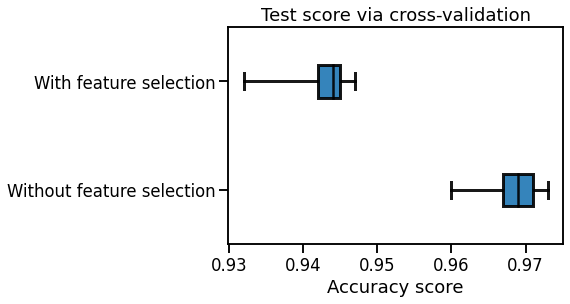 Test score via cross-validation
With feature selection
Without feature selection
0.93 0.94 0.95 0.96 0.97
Accuracy score